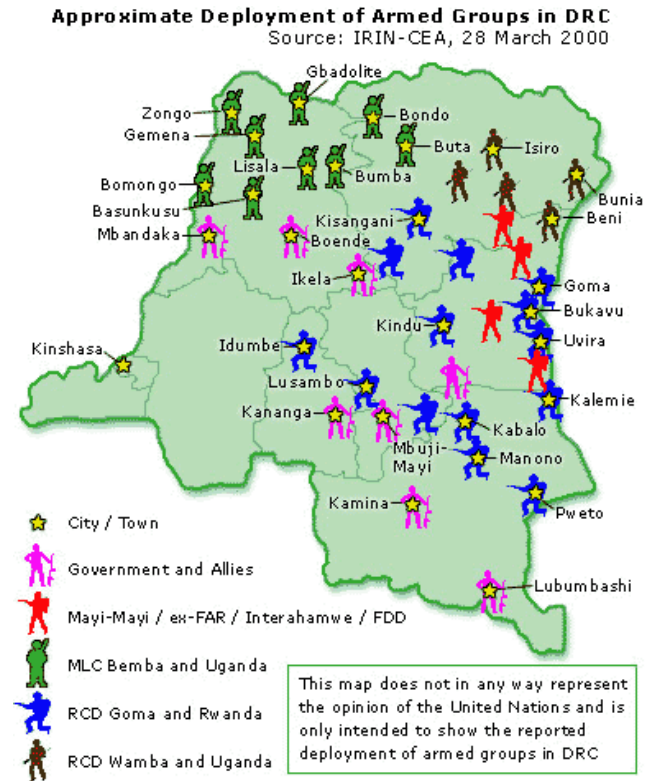 Approximate Deployment of Armed Groups in DRC
Source: IRIN-CEA, 28 March 2000
Gbadolite
Zongo
Bondo
Gemena
Buta
Isiro
Lisala
Bumba
Bomongo
Bunia
Basunkusu
Kisangani
Beni
Mbandaka
Boende
Ikela
Goma
Bukavu
Kindu
Uvira
Kinshasa
Idumbe
Lusambo
Kalemie
Kananga
Kabalo
Mbuji-
Mayi
Manono
Kamina
Pweto
Lubumbashi
City / Town
Government and Allies
Mayi-Mayi / ex-FAR / Interahamwe / FDD
MLC Bemba and Uganda
RCD Goma and Rwanda
RCD Wamba and Uganda
This map does not in any way represent
the opinion of the United Nations and is
only intended to show the reported
deployment of armed groups in DRC